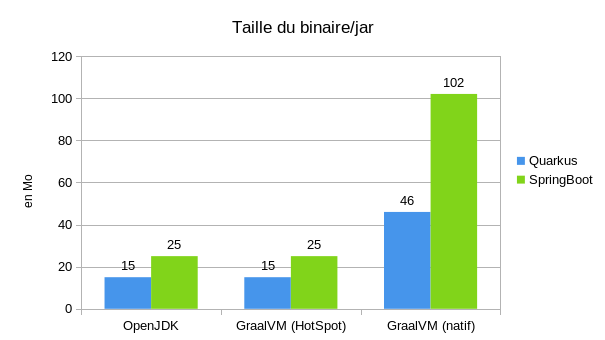 Taille du binaire/jar
en Mo
120
100
80
60
40
20
0
15
25
15
25
46
102
OpenJDK
GraalVM (HotSpot)
GraalVM (natif)
Quarkus
SpringBoot